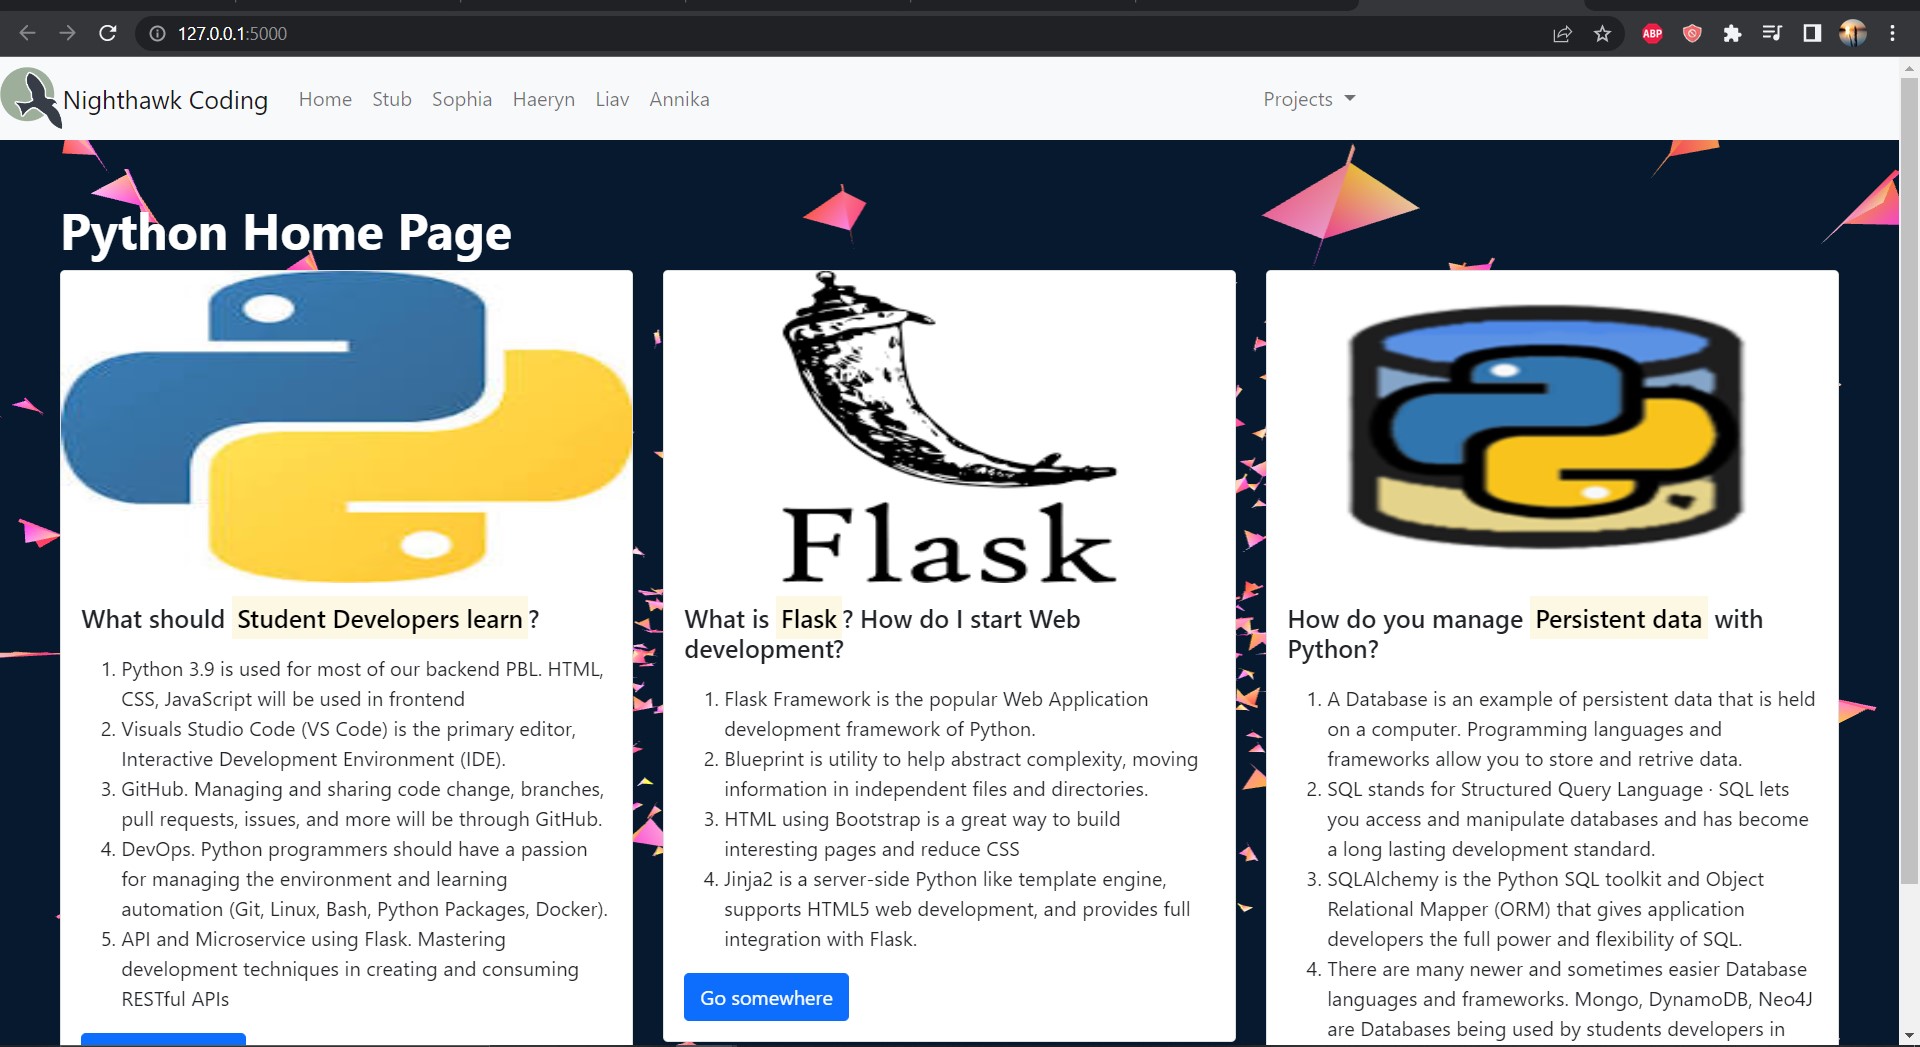 127.0.0.1:5000
ABP
Nighthawk Coding Home Stub Sophia Haeryn Liav Annika Projects
Python Home Page
What should Student Developers learn?
1. Python 3.9 is used for most of our backend PBL. HTML,
CSS, JavaScript will be used in frontend
2. Visuals Studio Code (VS Code) is the primary editor,
Interactive Development Environment (IDE).
3. GitHub. Managing and sharing code change, branches,
pull requests, issues, and more will be through GitHub.
4. DevOps. Python programmers should have a passion
for managing the environment and learning
automation (Git, Linux, Bash, Python Packages, Docker).
5. API and Microservice using Flask. Mastering
development techniques in creating and consuming
RESTful APIs
Flask
What is Flask? How do I start Web
development?
1. Flask Framework is the popular Web Application
development framework of Python.
2. Blueprint is utility to help abstract complexity, moving
information in independent files and directories.
3. HTML using Bootstrap is a great way to build
interesting pages and reduce CSS
4. Jinja2 is a server-side Python like template engine,
supports HTML5 web development, and provides full
integration with Flask.
Go somewhere
How do you manage Persistent data with
Python?
1. A Database is an example of persistent data that is held
on a computer. Programming languages and
frameworks allow you to store and retrive data.
2. SQL stands for Structured Query Language · SQL lets
you access and manipulate databases and has become
a long lasting development standard.
3. SQLAlchemy is the Python SQL toolkit and Object
Relational Mapper (ORM) that gives application
developers the full power and flexibility of SQL.
4. There are many newer and sometimes easier Database
languages and frameworks. Mongo, DynamoDB, Neo4J
are Databases being used by students developers in